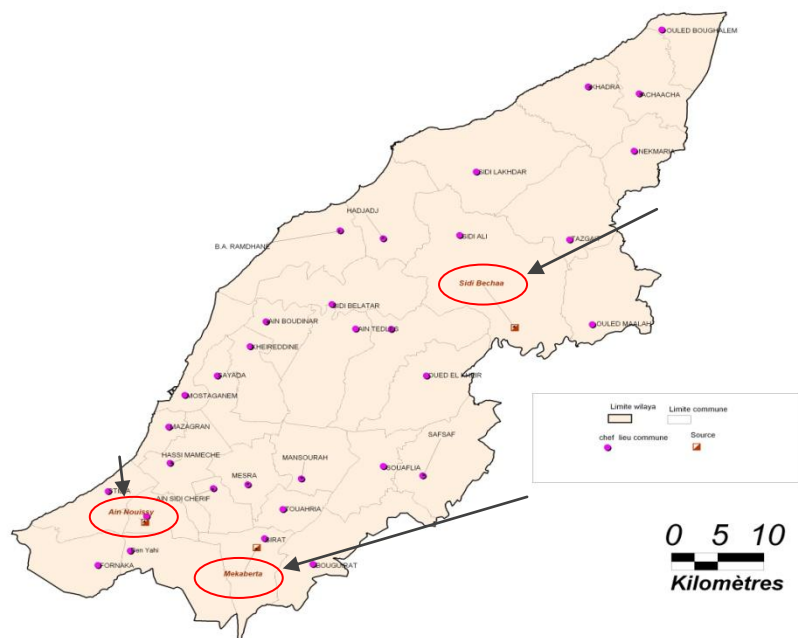 OULED BOUGHALEM
KHADRA
ACHAACHA
NEKMARIA
SIDI LAKHDAR
HADJADJ
B.A. RAMDHANE
SIDI ALI
TAZGAIT
Sidi Bechaa
SIDI BELATAR
AIN BOUDINAR
AIN TEDLES
OULED MAALAH
KHEIREDDINE
SAYADA
OUED EL KHEIR
MOSTAGANEM
Limite wilaya
Limite commune
MAZAGRAN
chef lieu commune
Source
SAFSAF
HASSI MAMECHE
MANSOURAH
SOUAFLIA
MESRA
AIN SIDI CHERIF
TOUAHRIA
Ain Nouissy
SIRAT
Ben Yahi
FORNAKA
Mekaberta
BOUGUIRAT
0 5 10
Kilomètres